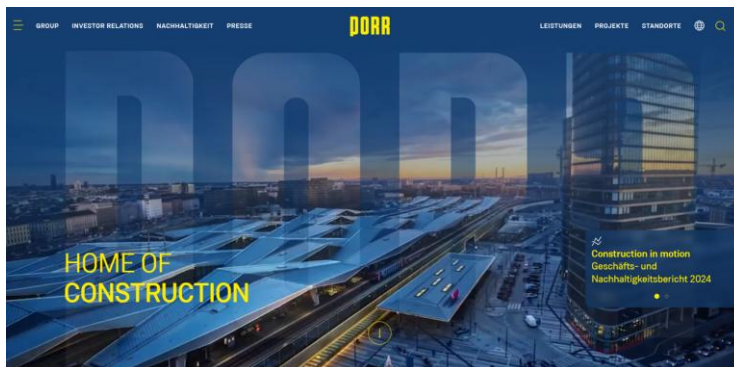 GROUP INVESTOR RELATIONS NACHHALTIGKEIT PRESSE PORR LEISTUNGEN PROJEKTE STANDORTE
PORR
HOME OF
CONSTRUCTION
Construction in motion
Geschäfts- und
Nachhaltigkeitsbericht 2024